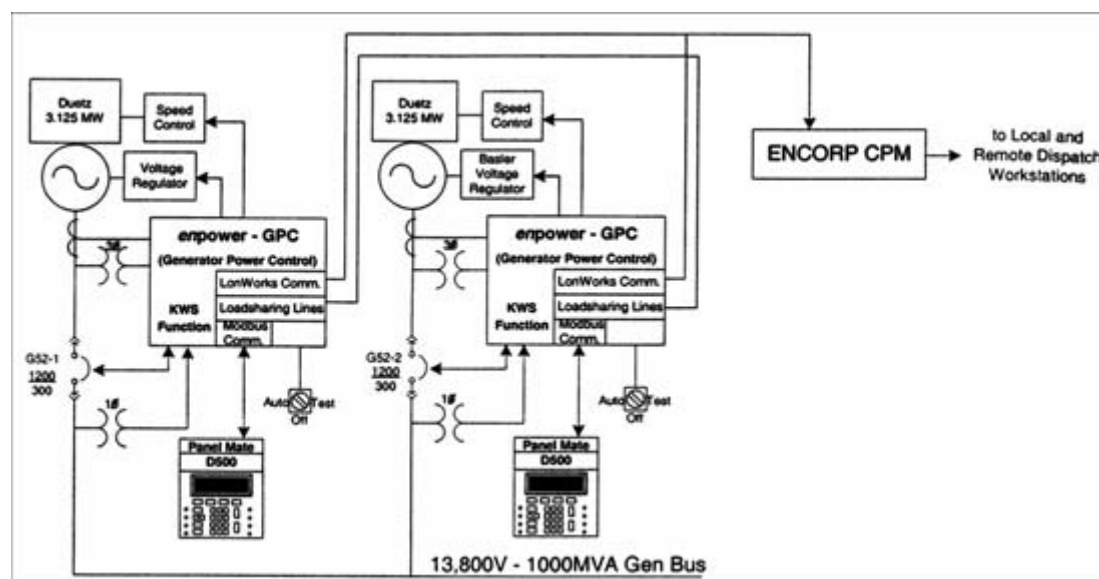 Duetz
3.125 MW
Speed
Control
Voltage
Regulator
enpower - GPC
(Generator Power Control)
LonWorks Comm.
KWS
Function
Loadsharing Lines
Modbus
Comm.
3Ø
G52-1
1200
300
1Ø
Auto
Test
Off
Panel Mate
D500
Duetz
3.125 MW
Speed
Control
Basler
Voltage
Regulator
enpower - GPC
(Generator Power Control)
LonWorks Comm.
KWS
Function
Loadsharing Lines
Modbus
Comm.
3Ø
G52-2
1200
300
1Ø
Auto
Test
Off
Panel Mate
D500
ENCORP CPM
to Local and
Remote Dispatch
Workstations
13,800V - 1000MVA Gen Bus